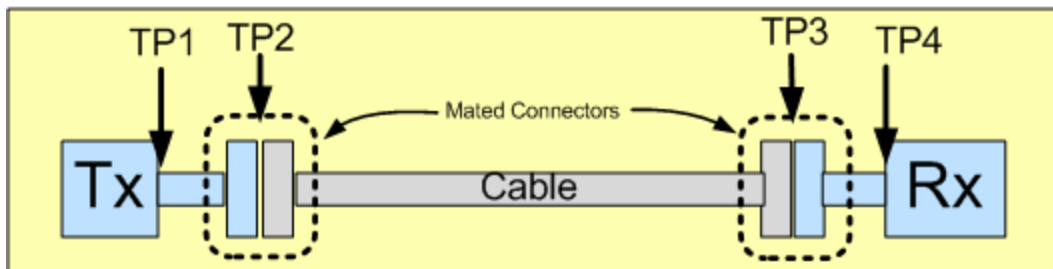 TP1
TP2
TP3
TP4
Mated Connectors
Tx
Cable
Rx